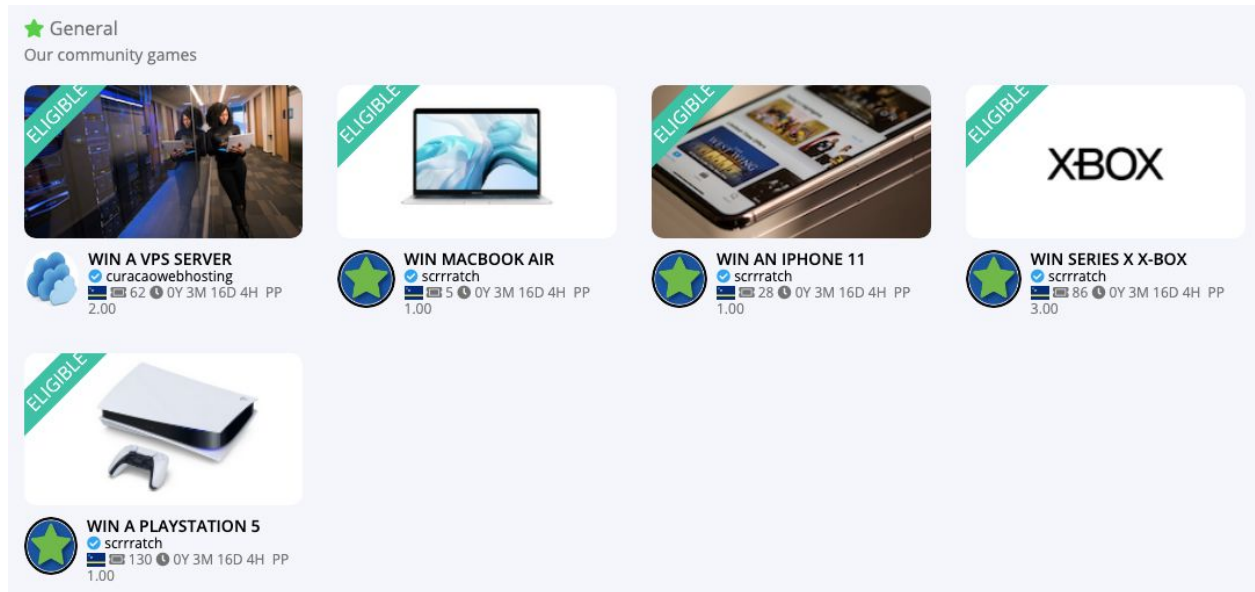 General
Our community games
ELIGIBLE
WIN A VPS SERVER
curacaowebhosting
62 0Y 3M 16D 4H PP
2.00
ELIGIBLE
WIN MACBOOK AIR
scrrratch
5 0Y 3M 16D 4H PP
1.00
ELIGIBLE
WIN AN IPHONE 11
scrrratch
28 0Y 3M 16D 4H PP
1.00
ELIGIBLE
XBOX
WIN SERIES X X-BOX
scrrratch
86 0Y 3M 16D 4H PP
3.00
ELIGIBLE
WIN A PLAYSTATION 5
scrrratch
130 0Y 3M 16D 4H PP
1.00